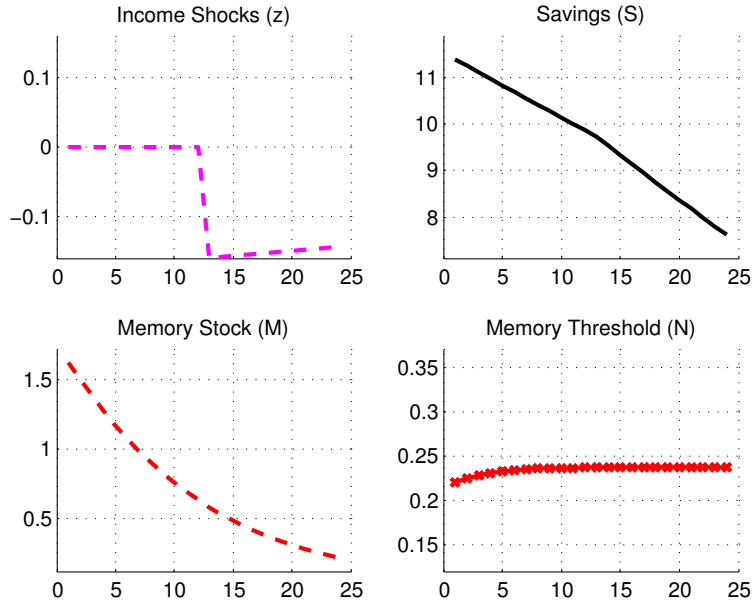 Income Shocks (z)
0.1
0
−0.1
0 5 10 15 20 25
Savings (S)
11
10
9
8
0 5 10 15 20 25
Memory Stock (M)
1.5
1
0.5
0 5 10 15 20 25
Memory Threshold (N)
0.35
0.3
0.25
0.2
0.15
0 5 10 15 20 25